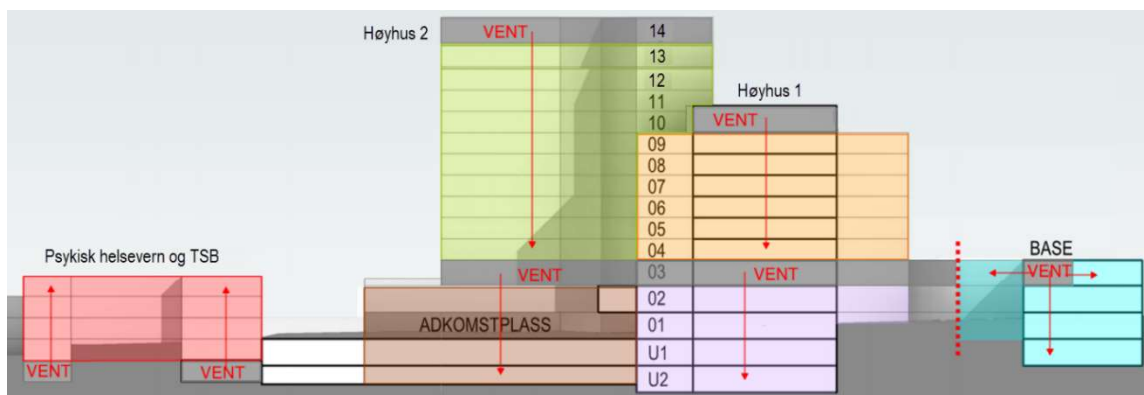 Høyhus 2
VENT
14
13
12
11
10
Høyhus 1
VENT
09
08
07
06
05
04
Psykisk helsevern og TSB
BASE
VENT
VENT
03
VENT
02
ADKOMSTPLASS
01
U1
VENT
VENT
U2